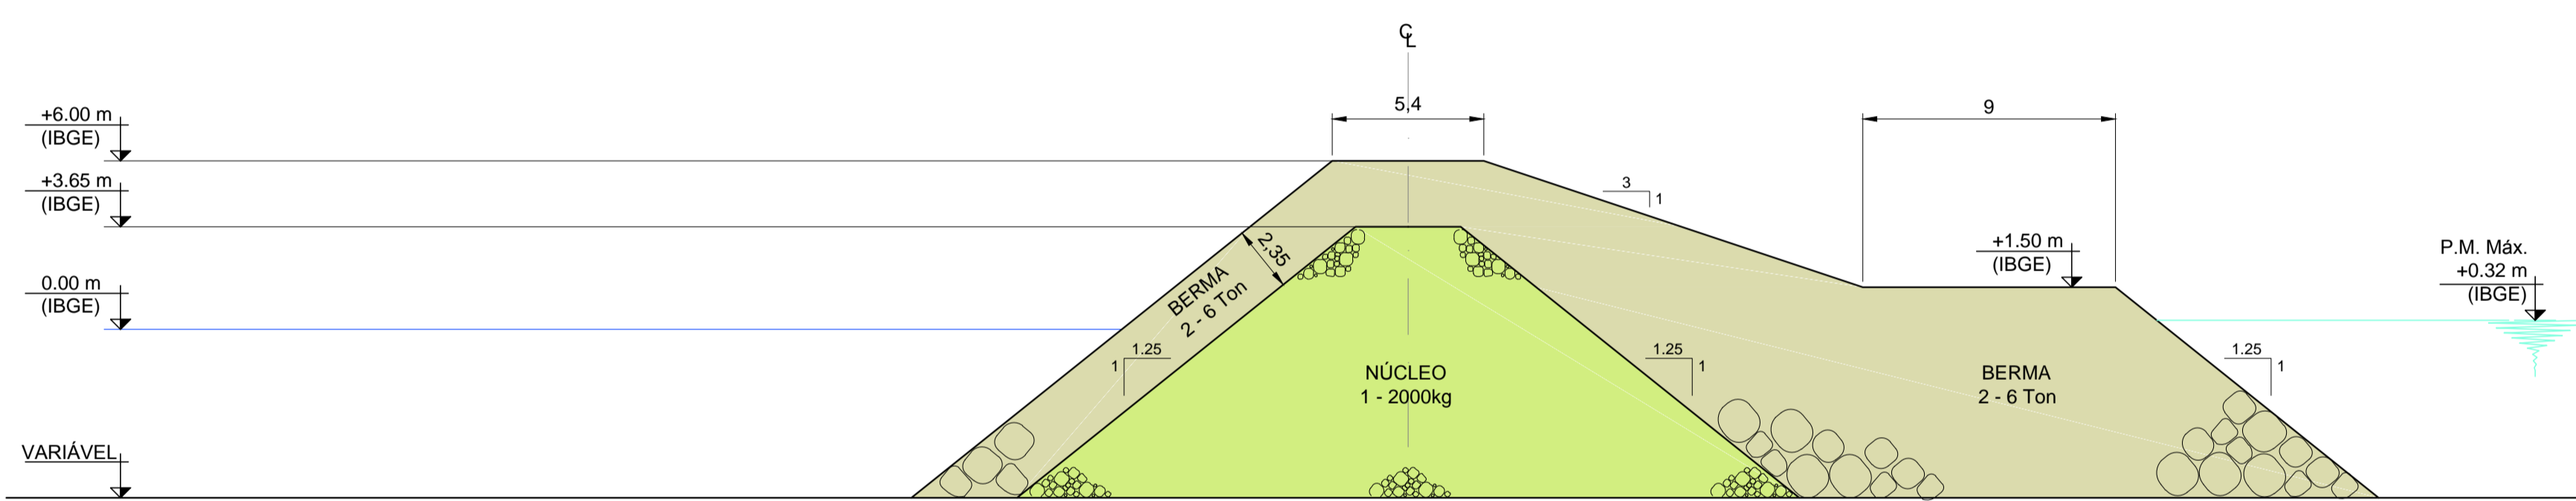 ℄
5,4
9
+6.00 m
(IBGE)
+3.65 m
(IBGE)
3
1
2,35
+1.50 m
(IBGE)
P.M. Máx.
+0.32 m
(IBGE)
0.00 m
(IBGE)
BERMA
2 - 6 Ton
1.25
1
1.25
1
1.25
1
NÚCLEO
1 - 2000kg
BERMA
2 - 6 Ton
VARIÁVEL